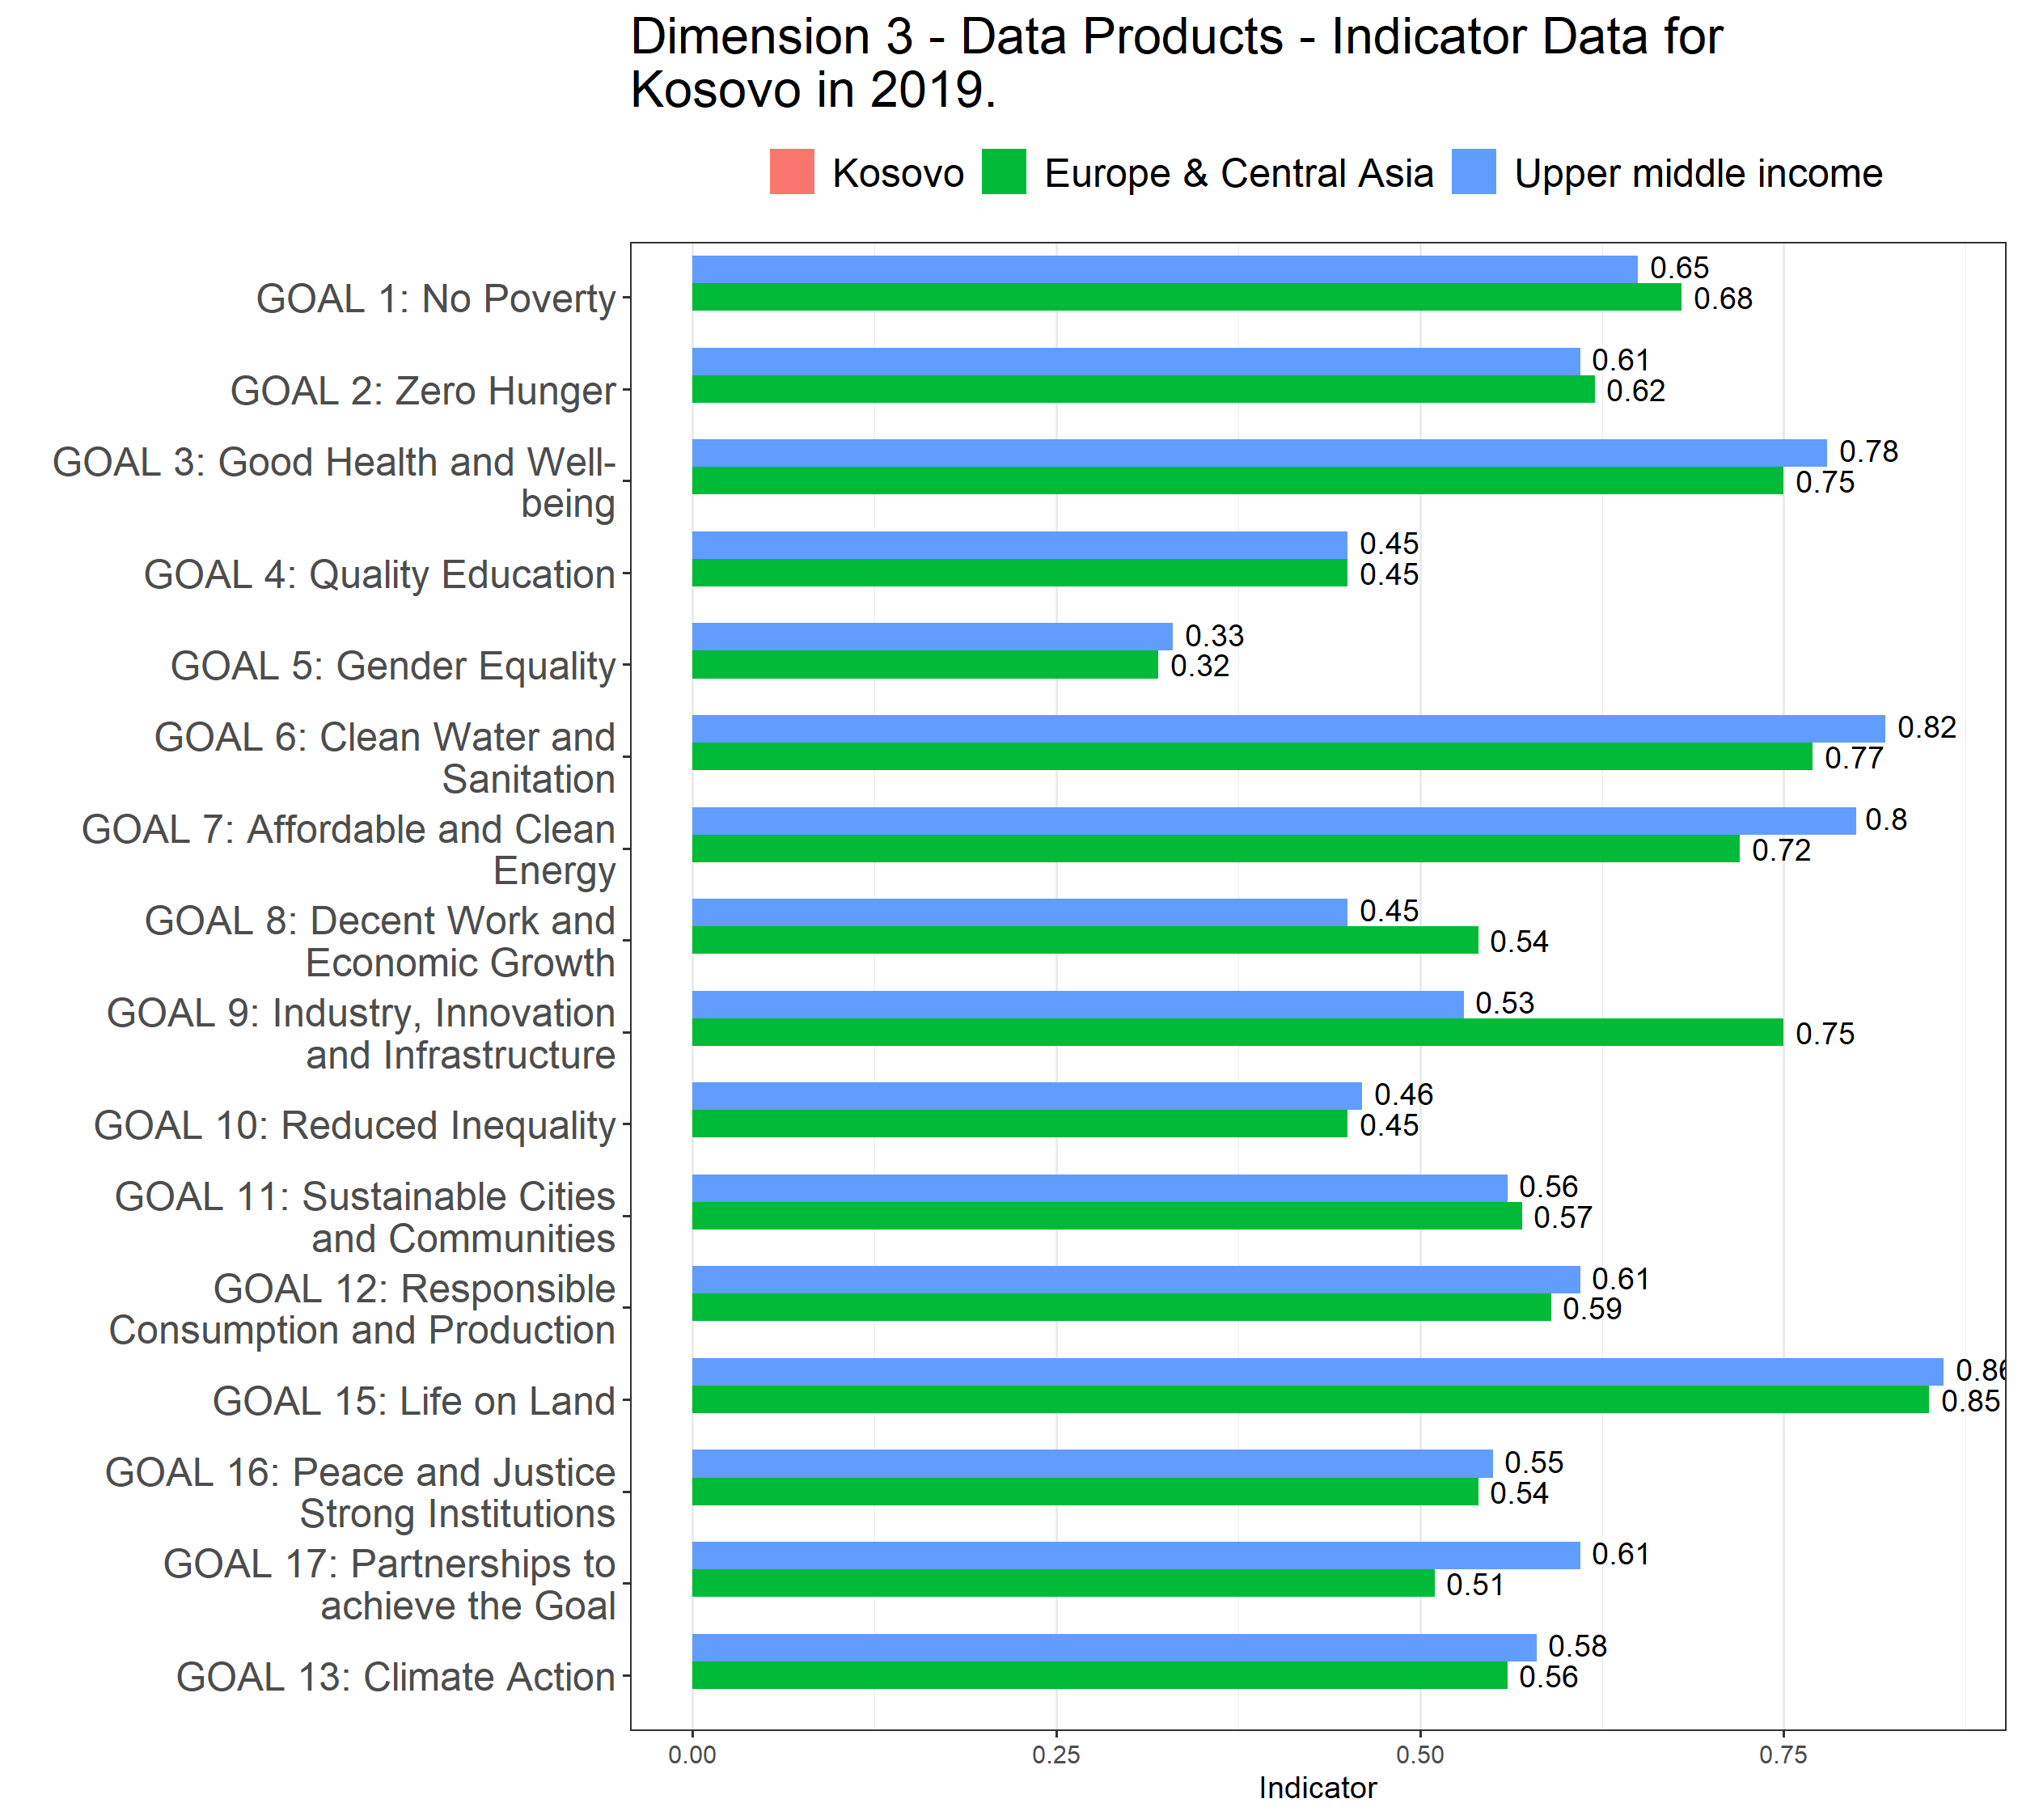 Dimension 3 - Data Products - Indicator Data for
Kosovo in 2019.
Kosovo Europe & Central Asia Upper middle income
GOAL 1: No Poverty
0.65
0.68
GOAL 2: Zero Hunger
0.61
0.62
GOAL 3: Good Health and Well-
being
0.78
0.75
GOAL 4: Quality Education
0.45
0.45
GOAL 5: Gender Equality
0.33
0.32
GOAL 6: Clean Water and
Sanitation
0.82
0.77
GOAL 7: Affordable and Clean
Energy
0.8
0.72
GOAL 8: Decent Work and
Economic Growth
0.45
0.54
GOAL 9: Industry, Innovation
and Infrastructure
0.53
0.75
GOAL 10: Reduced Inequality
0.46
0.45
GOAL 11: Sustainable Cities
and Communities
0.56
0.57
GOAL 12: Responsible
Consumption and Production
0.61
0.59
GOAL 15: Life on Land
0.86
0.85
GOAL 16: Peace and Justice
Strong Institutions
0.55
0.54
GOAL 17: Partnerships to
achieve the Goal
0.61
0.51
GOAL 13: Climate Action
0.58
0.56
0.00 0.25 0.50 0.75
Indicator